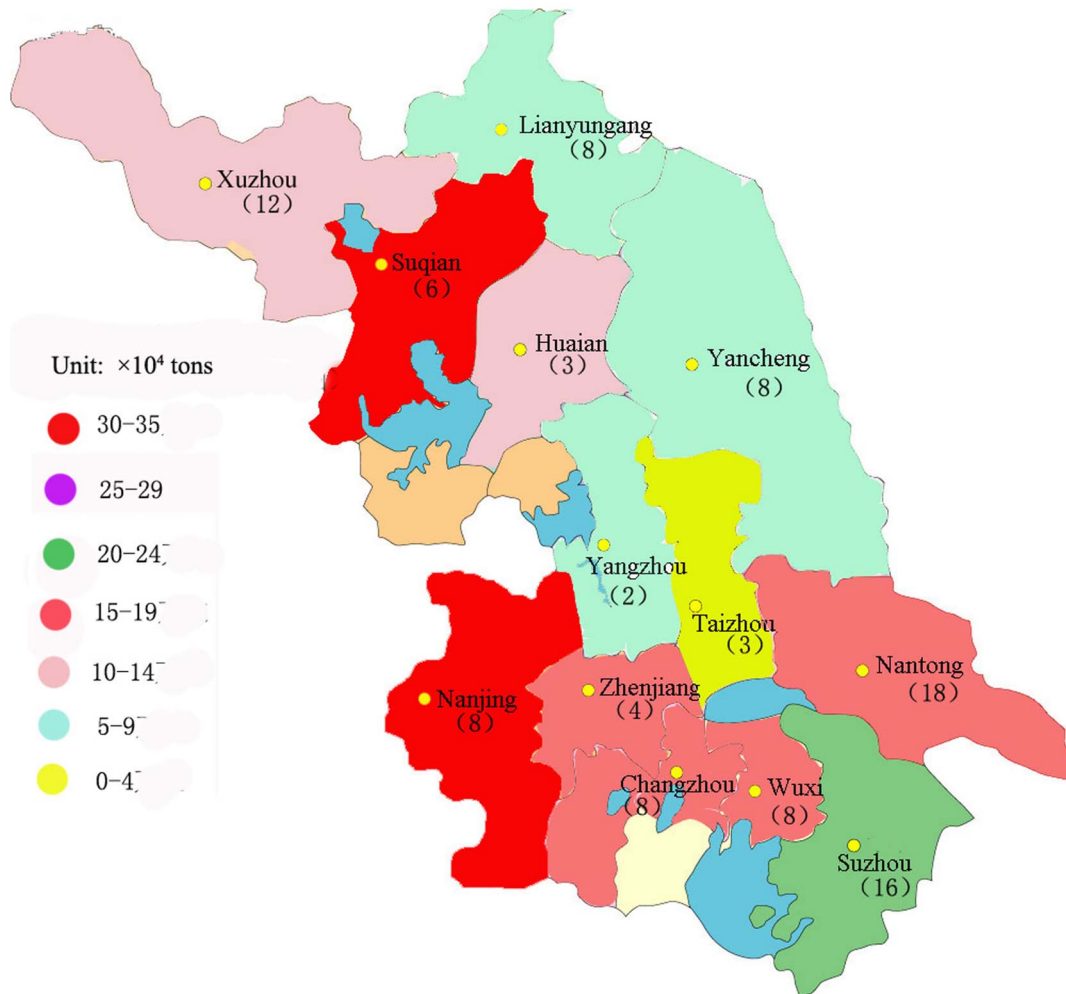 Lianyungang
（8）
Xuzhou
（12）
Suqian
（6）
Huaian
（3）
Yancheng
（8）
Unit: ×10⁴ tons
30-35
25-29
20-24
15-19
10-14
5-9
0-4
Yangzhou
（2）
Taizhou
（3）
Nantong
（18）
Zhenjiang
（4）
Nanjing
（8）
Changzhou
（8）
Wuxi
（8）
Suzhou
（16）